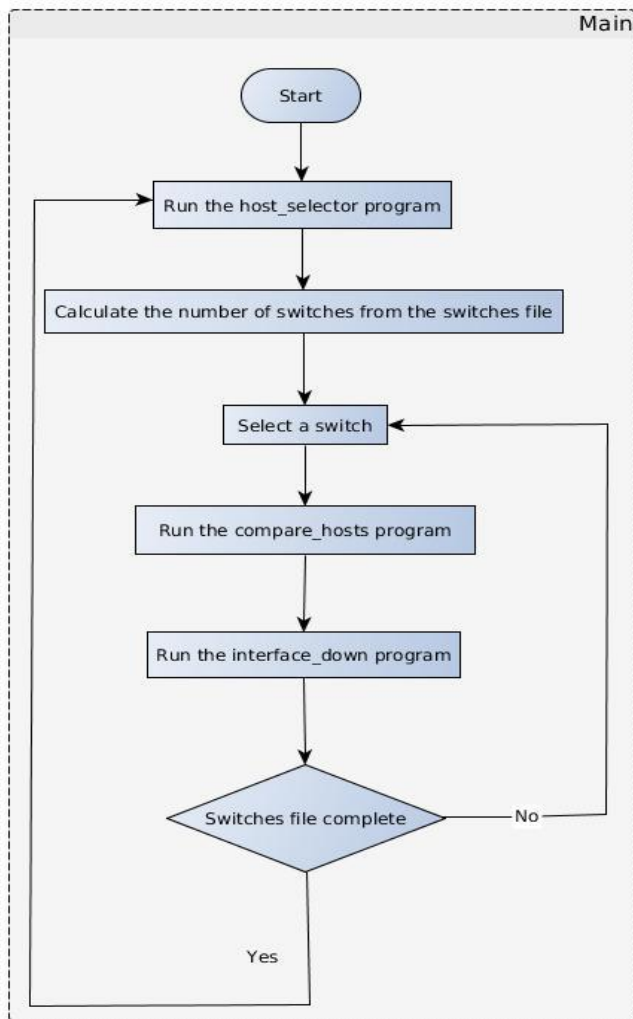 Main
Start
Run the host_selector program
Calculate the number of switches from the switches file
Select a switch
Run the compare_hosts program
Run the interface_down program
Switches file complete
No
Yes